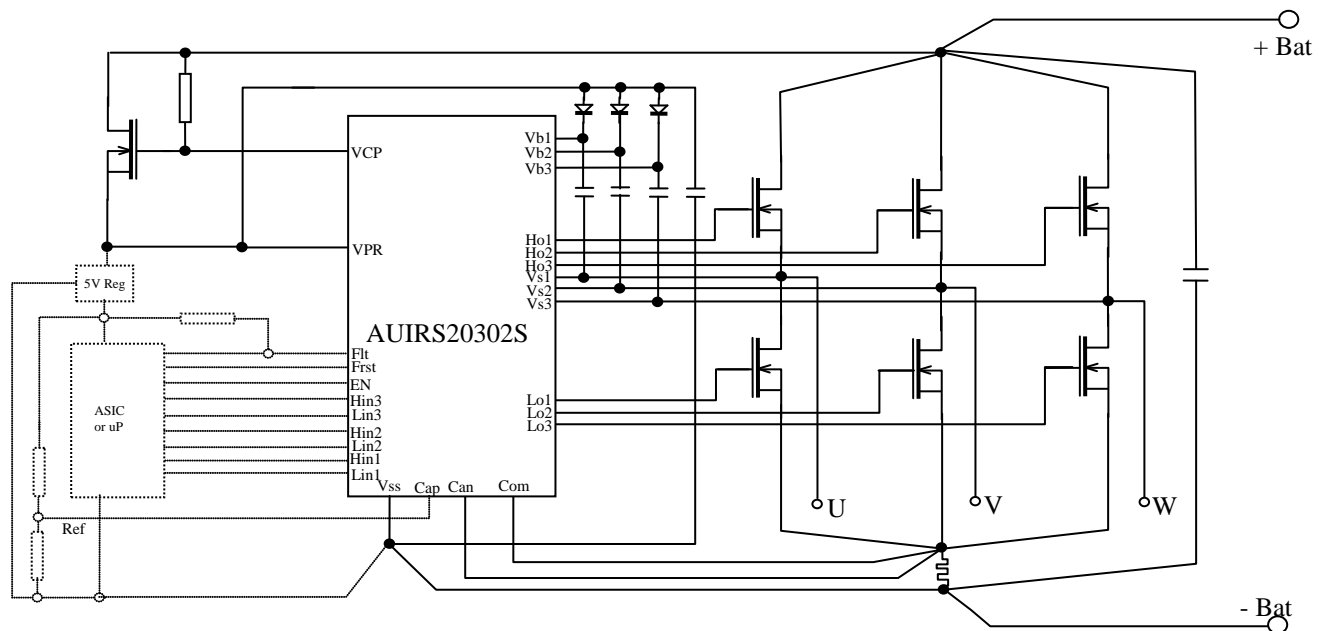 + Bat
VCP
Vb1
Vb2
Vb3
VPR
5V Reg
Ho1
Ho2
Ho3
Vs1
Vs2
Vs3
AUIRS20302S
Flt
Frst
EN
Hin3
Lin3
Hin2
Lin2
Hin1
Lin1
ASIC
or uP
Lo1
Lo2
Lo3
Vss
Cap
Can
Com
U
V
W
Ref
- Bat